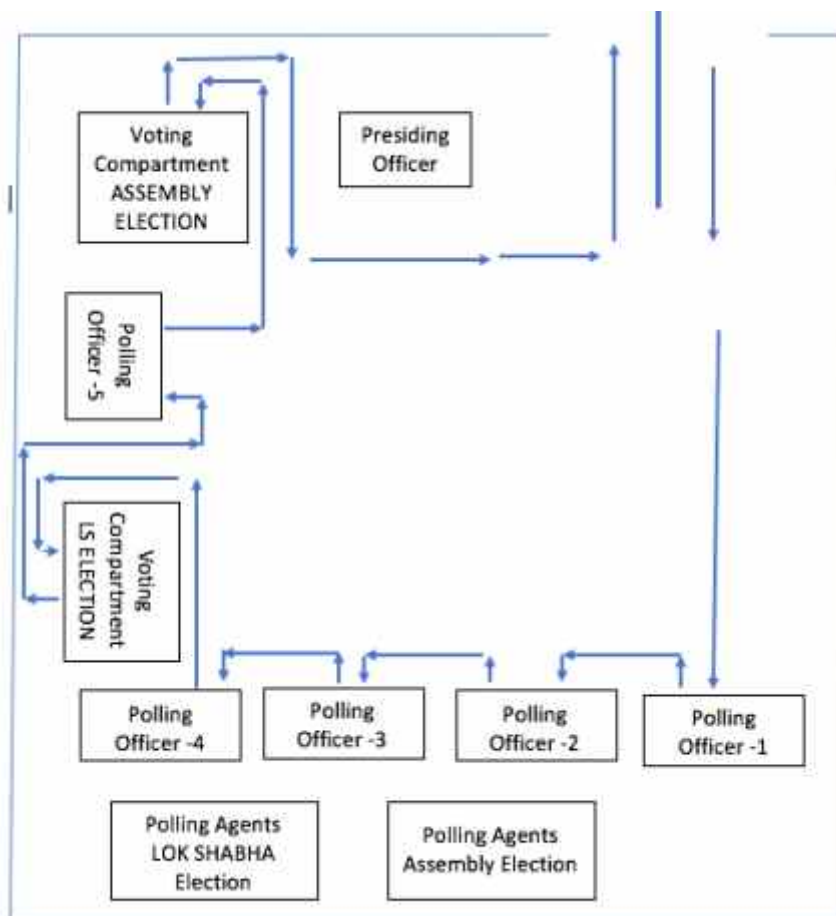 Voting
Compartment
ASSEMBLY
ELECTION
Presiding
Officer
Polling
Officer -5
Voting
Compartment
LS ELECTION
Polling
Officer -4
Polling
Officer -3
Polling
Officer -2
Polling
Officer -1
Polling Agents
LOK SHABHA
Election
Polling Agents
Assembly Election